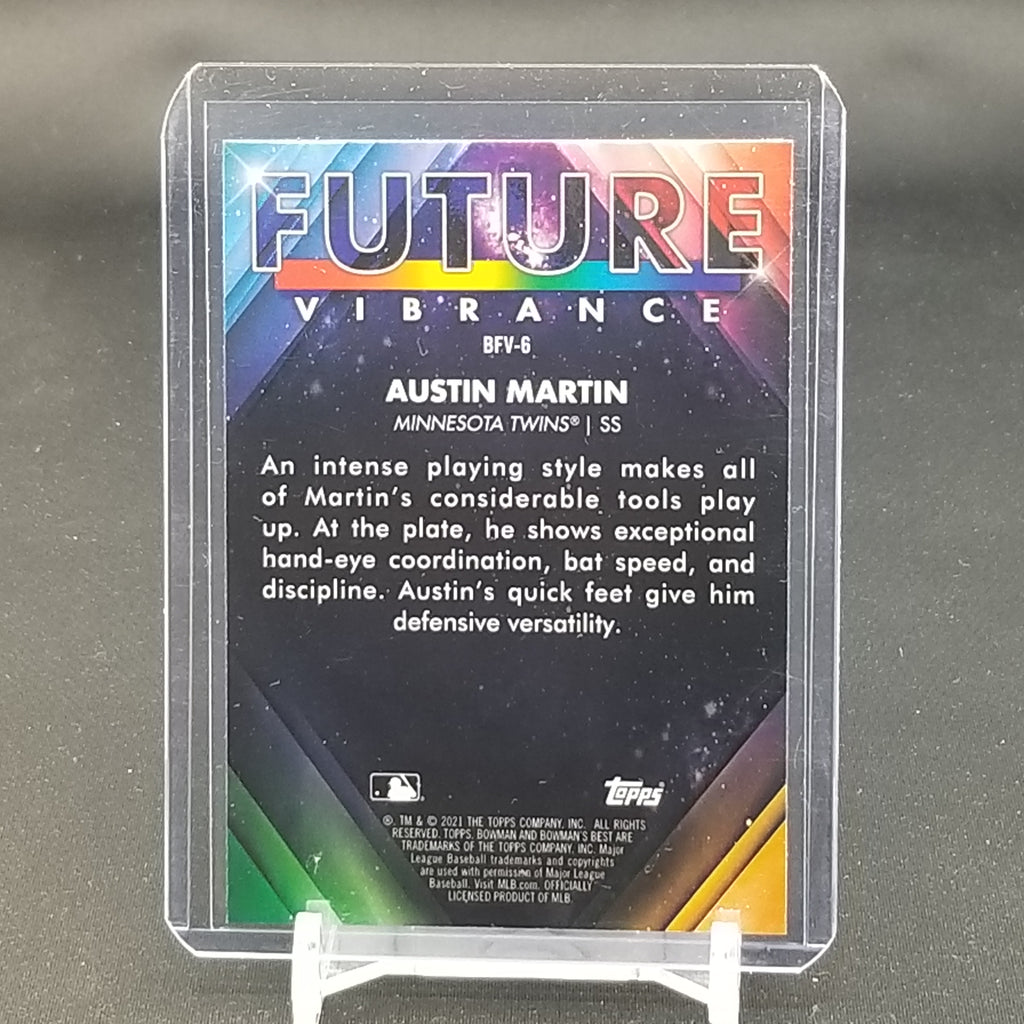 FUTURE
VIBRANCE
BFV-6
AUSTIN MARTIN
MINNESOTA TWINS® | SS
An intense playing style makes all
of Martin's considerable tools play
up. At the plate, he shows exceptional
hand-eye coordination, bat speed, and
discipline. Austin's quick feet give him
defensive versatility.
topps
®, TM & © 2021 THE TOPPS COMPANY, INC. ALL RIGHTS
RESERVED. TOPPS, BOWMAN AND BOWMAN'S BEST ARE
TRADEMARKS OF THE TOPPS COMPANY, INC. Major
League Baseball trademarks and copyrights
are used with permission of Major League
Baseball. Visit MLB.com. OFFICIALLY
LICENSED PRODUCT OF MLB.